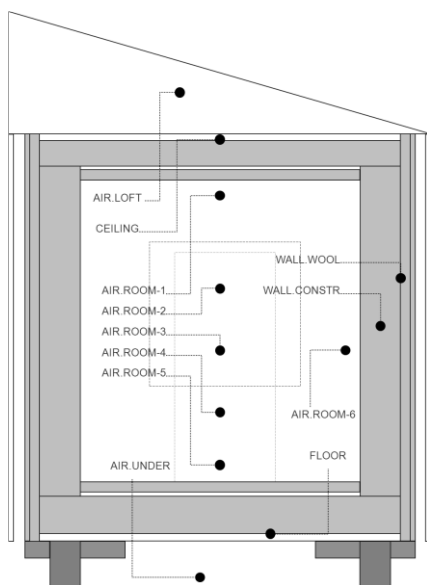 AIR.LOFT
CEILING
WALL.WOOL
AIR.ROOM-1
WALL.CONSTR
AIR.ROOM-2
AIR.ROOM-3
AIR.ROOM-4
AIR.ROOM-5
AIR.ROOM-6
FLOOR
AIR.UNDER